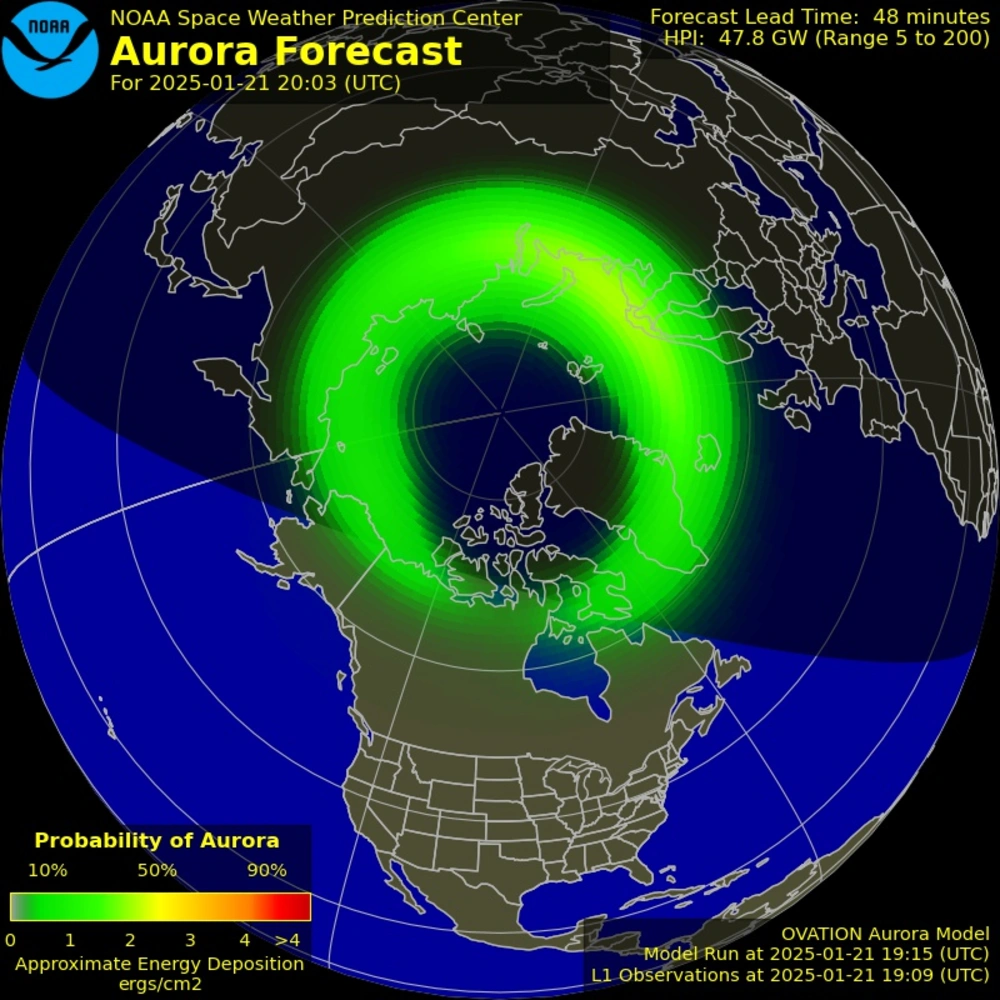 NOAA
NOAA Space Weather Prediction Center
Aurora Forecast
For 2025-01-21 20:03 (UTC)
Forecast Lead Time: 48 minutes
HPI: 47.8 GW (Range 5 to 200)
Probability of Aurora
10% 50% 90%
0 1 2 3 4 >4
Approximate Energy Deposition
ergs/cm2
OVATION Aurora Model
Model Run at 2025-01-21 19:15 (UTC)
L1 Observations at 2025-01-21 19:09 (UTC)